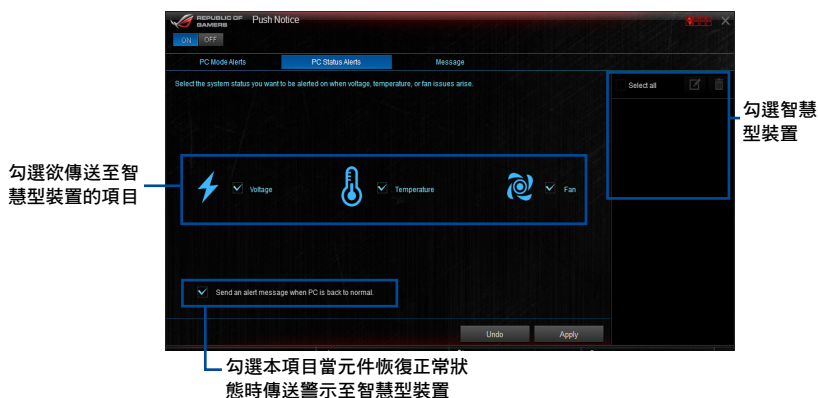 REPUBLIC OF
GAMERS
Push Notice
ON OFF
PC Mode Alerts PC Status Alerts Message
Select the system status you want to be alerted on when voltage, temperature, or fan issues arise.
Select all
勾選智慧
型裝置
勾選欲傳送至智
慧型裝置的項目
Voltage Temperature Fan
Send an alert message when PC is back to normal.
Undo Apply
勾選本項目當元件恢復正常狀
態時傳送警示至智慧型裝置